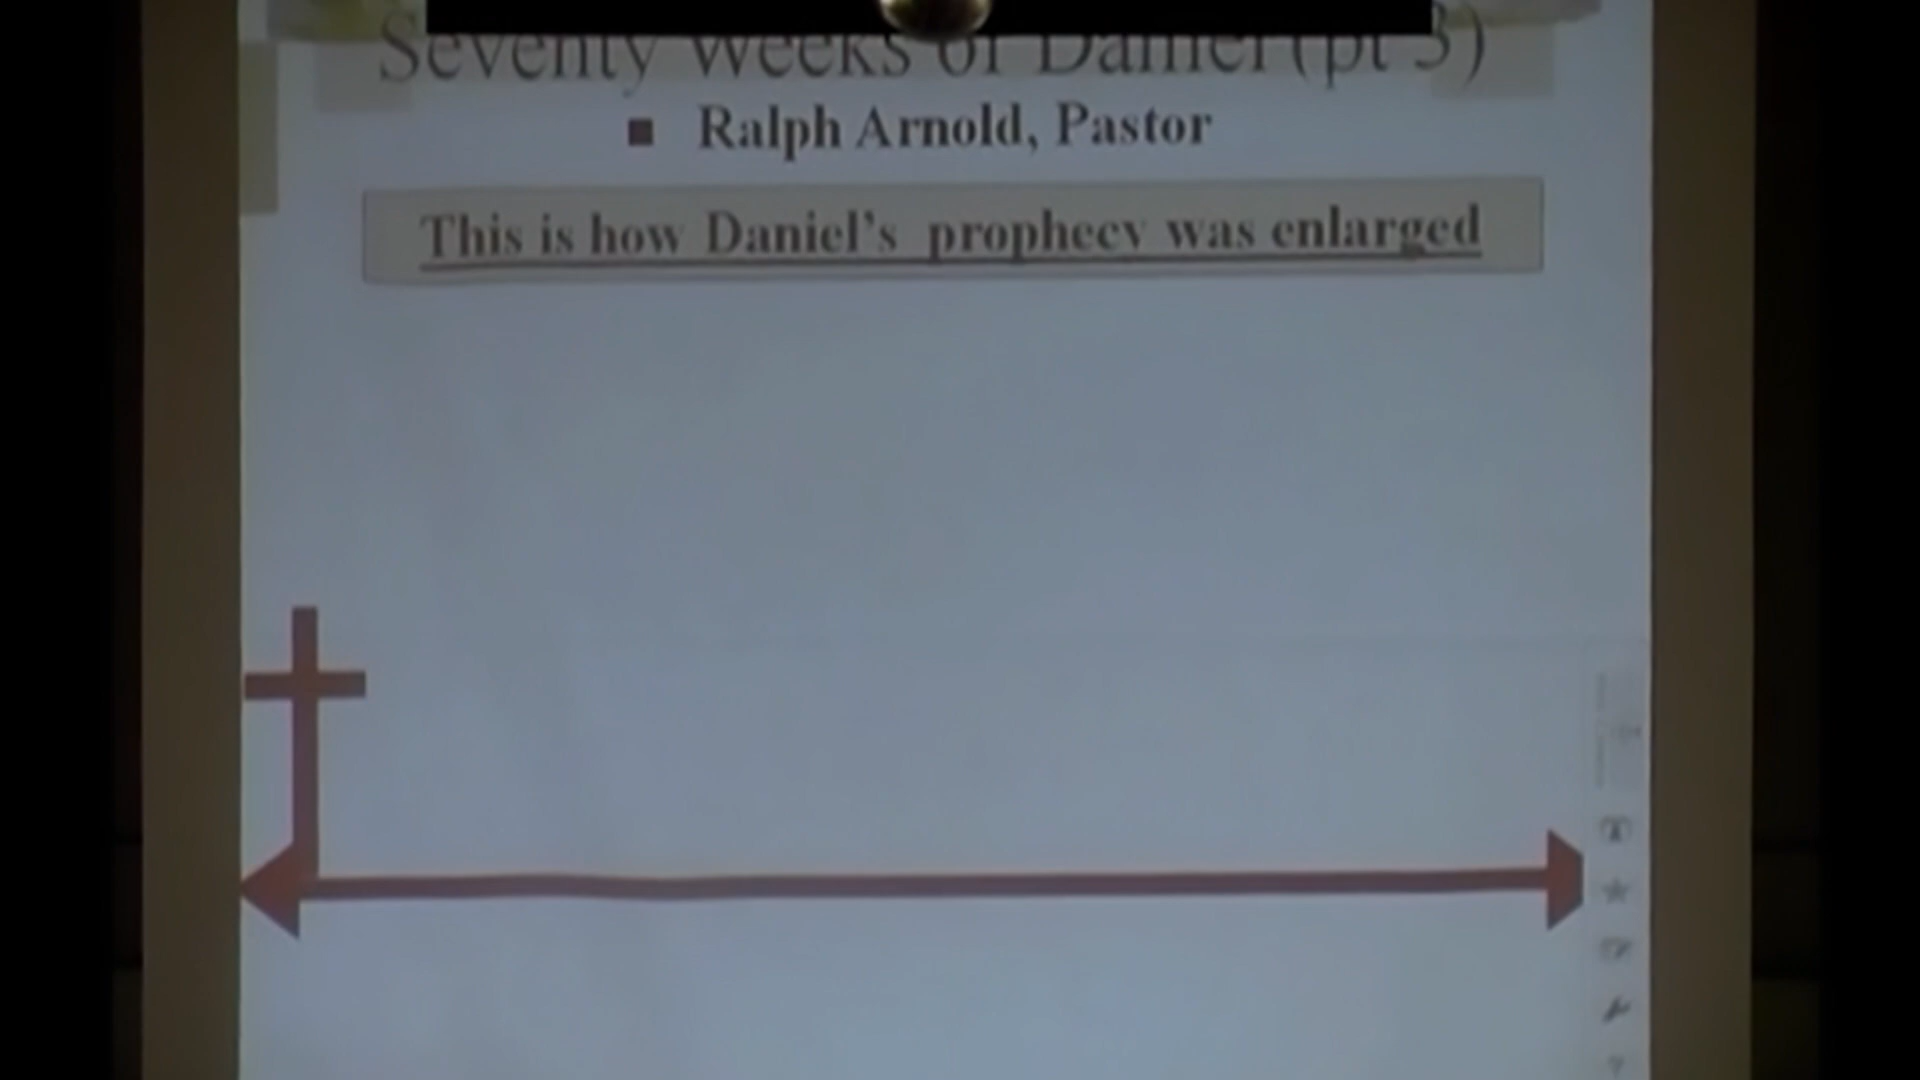 Seventy Weeks of Daniel (pt 3)
Ralph Arnold, Pastor
This is how Daniel's prophecy was enlarged